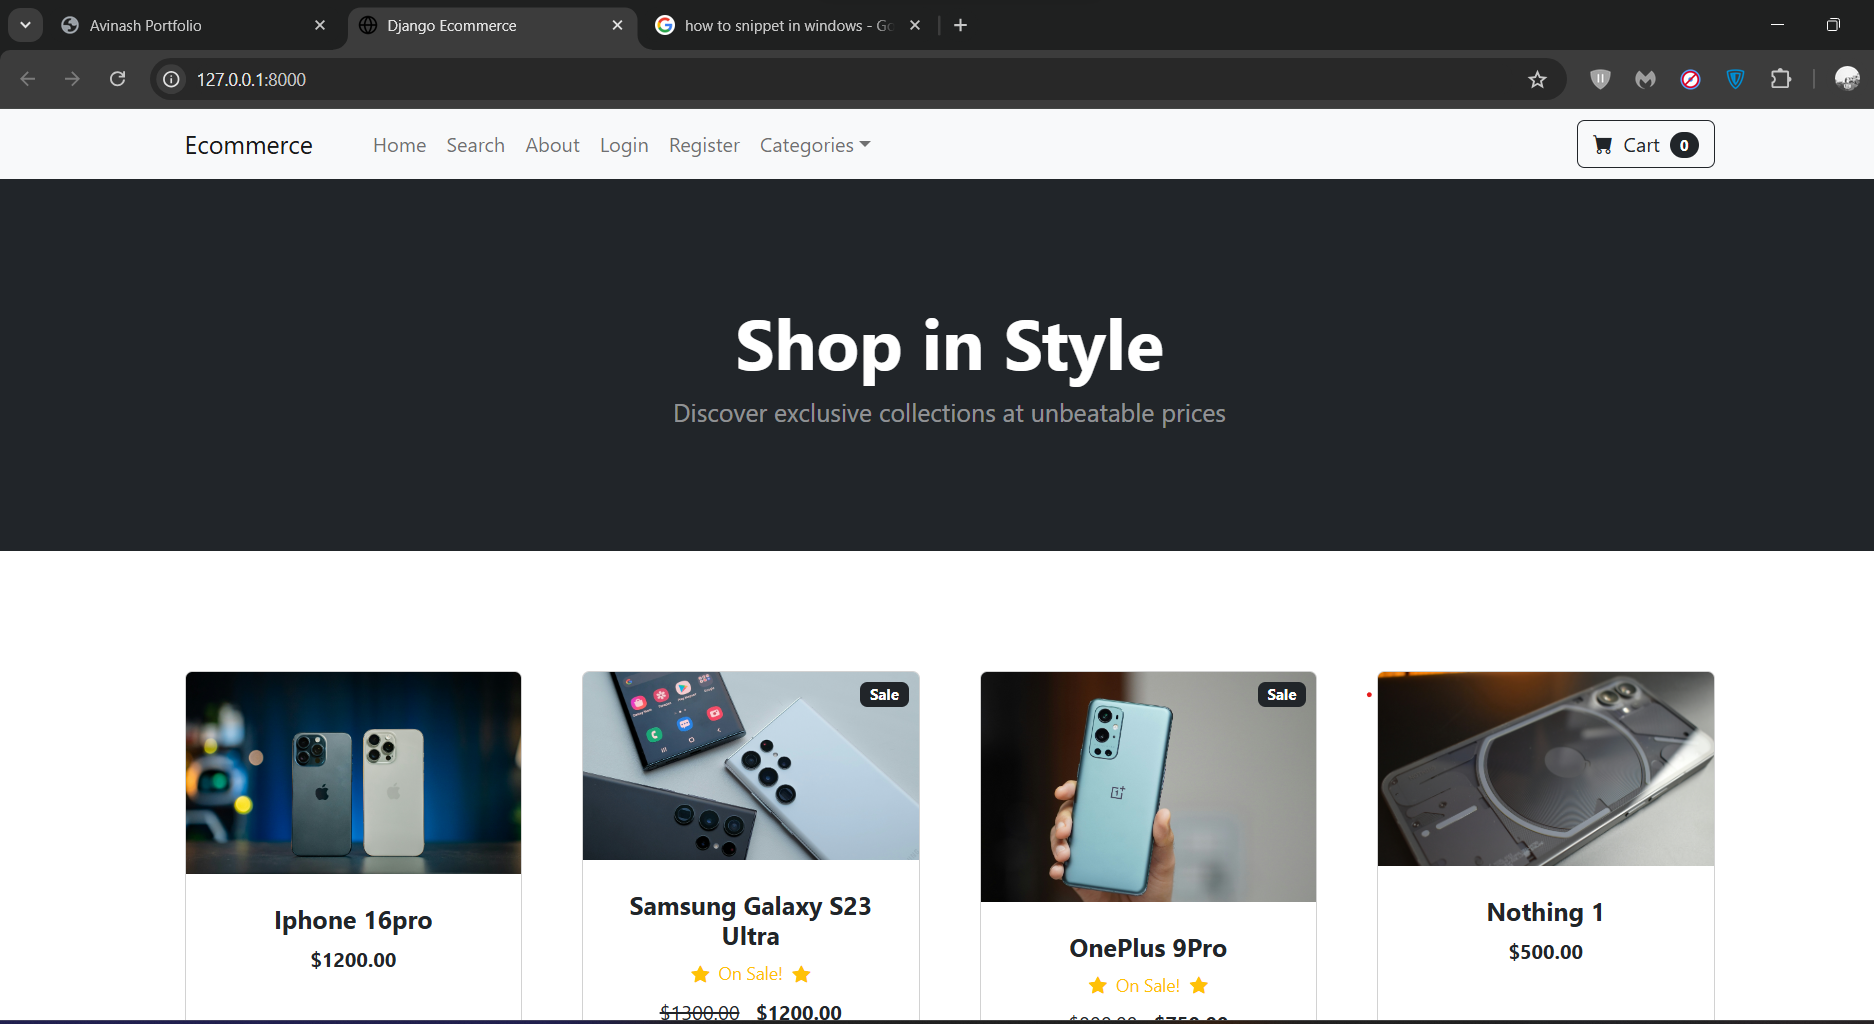 Avinash Portfolio
Django Ecommerce
how to snippet in windows - Go
127.0.0.1:8000
Ecommerce
Home
Search
About
Login
Register
Categories
Cart 0
Shop in Style
Discover exclusive collections at unbeatable prices
Sale
Sale
Iphone 16pro
$1200.00
Samsung Galaxy S23
Ultra
On Sale!
$1300.00 $1200.00
OnePlus 9Pro
On Sale!
Nothing 1
$500.00